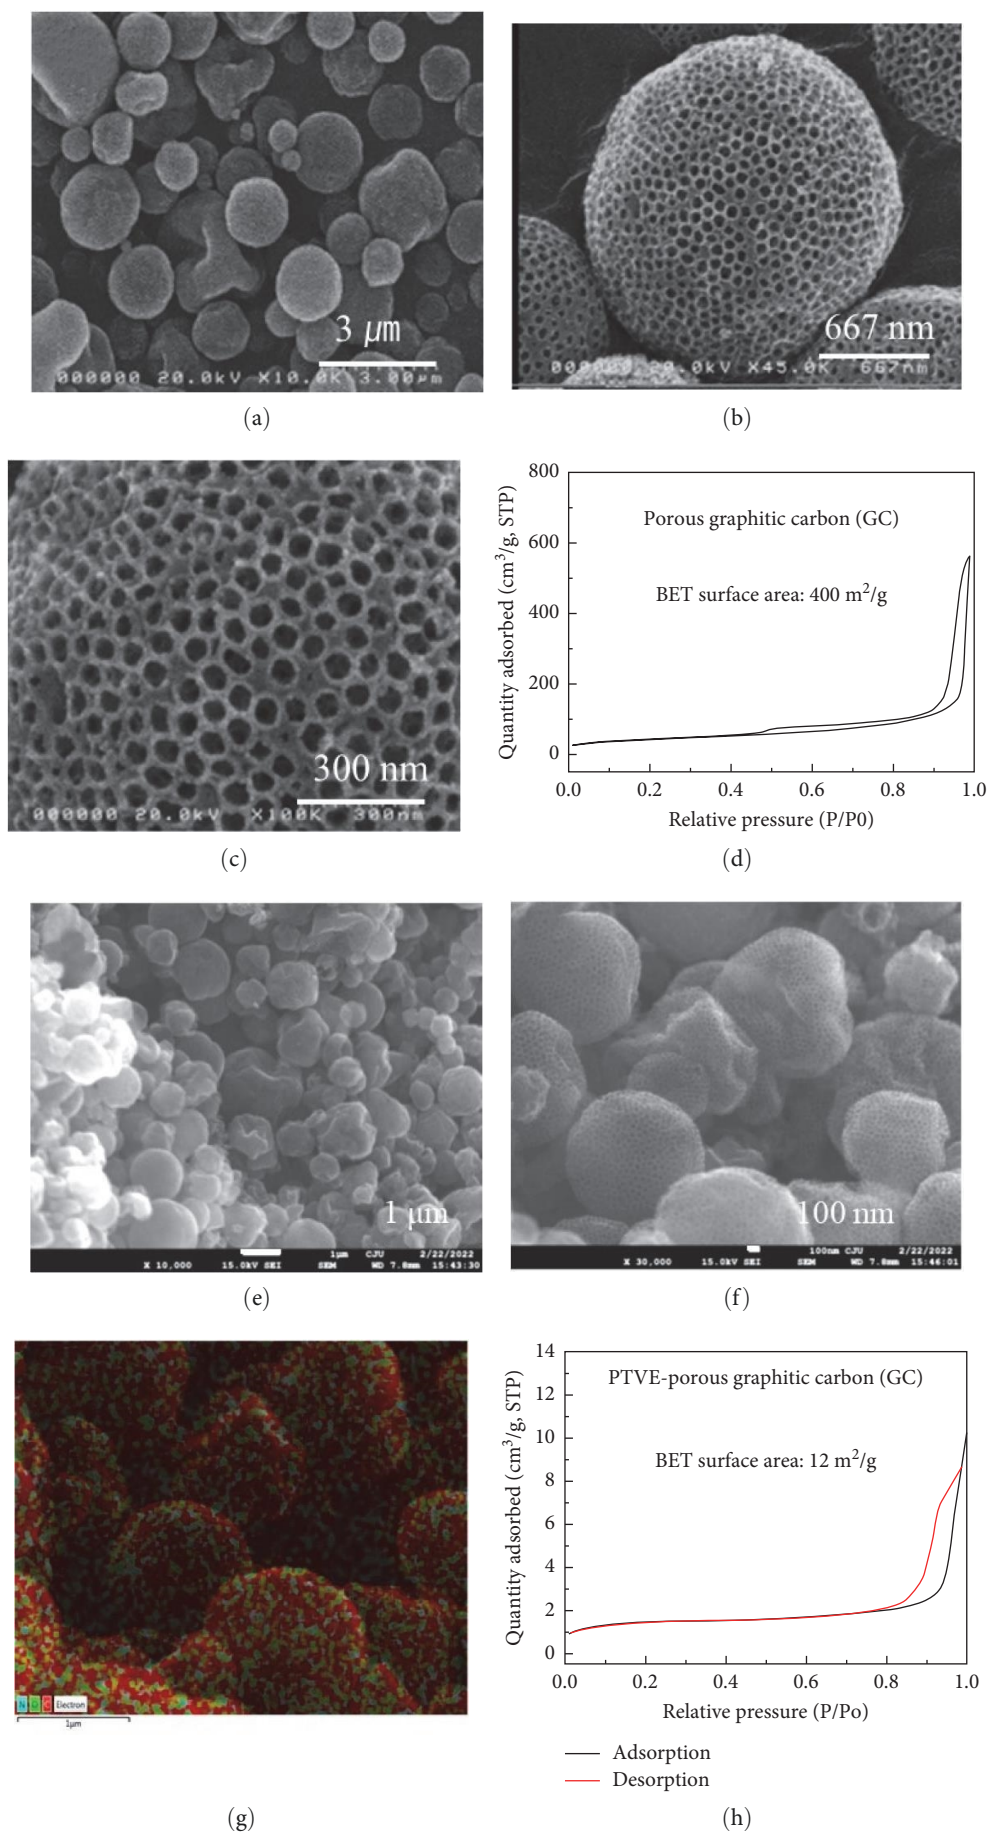 3 μm
000000 20.0kV X10.0K 3.00μm
(a)
667 nm
000000 20.0kV X45.0K 667nm
(b)
300 nm
000000 20.0kV X100K 300nm
(c)
Quantity adsorbed (cm³/g, STP)
800
600
400
200
0
Porous graphitic carbon (GC)
BET surface area: 400 m²/g
0.0 0.2 0.4 0.6 0.8 1.0
Relative pressure (P/P0)
(d)
1 μm
1μm CJU 2/22/2022
X 10,000 15.0kV SEI SEM WD 7.8mm 15:43:30
(e)
100 nm
100nm CJU 2/22/2022
X 30,000 15.0kV SEI SEM WD 7.8mm 15:46:01
(f)
N O C Electron
1μm
(g)
Quantity adsorbed (cm³/g, STP)
14
12
10
8
6
4
2
0
PTVE-porous graphitic carbon (GC)
BET surface area: 12 m²/g
0.0 0.2 0.4 0.6 0.8 1.0
Relative pressure (P/Po)
Adsorption
Desorption
(h)